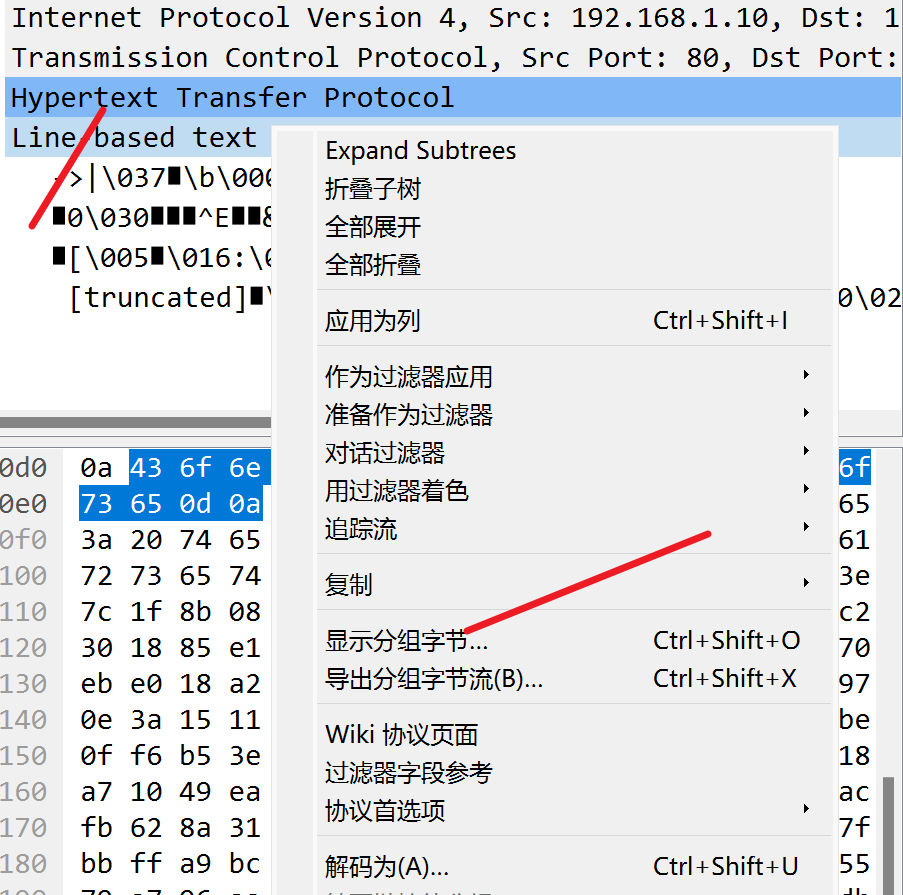 Internet Protocol Version 4, Src: 192.168.1.10, Dst: 1
Transmission Control Protocol, Src Port: 80, Dst Port:
Hypertext Transfer Protocol
Line-based text
->|\037■\b\000
■0\030■■■^E■■&
■[\005■\016:\0
[truncated]■\
0\02
Expand Subtrees
折叠子树
全部展开
全部折叠
应用为列 Ctrl+Shift+I
作为过滤器应用
准备作为过滤器
对话过滤器
用过滤器着色
追踪流
复制
显示分组字节... Ctrl+Shift+O
导出分组字节流(B)... Ctrl+Shift+X
Wiki 协议页面
过滤器字段参考
协议首选项
解码为(A)... Ctrl+Shift+U
0d0 0a 43 6f 6e 6f
0e0 73 65 0d 0a 65
0f0 3a 20 74 65 61
100 72 73 65 74 3e
110 7c 1f 8b 08 c2
120 30 18 85 e1 70
130 eb e0 18 a2 97
140 0e 3a 15 11 be
150 0f f6 b5 3e 18
160 a7 10 49 ea ac
170 fb 62 8a 31 7f
180 bb ff a9 bc 55